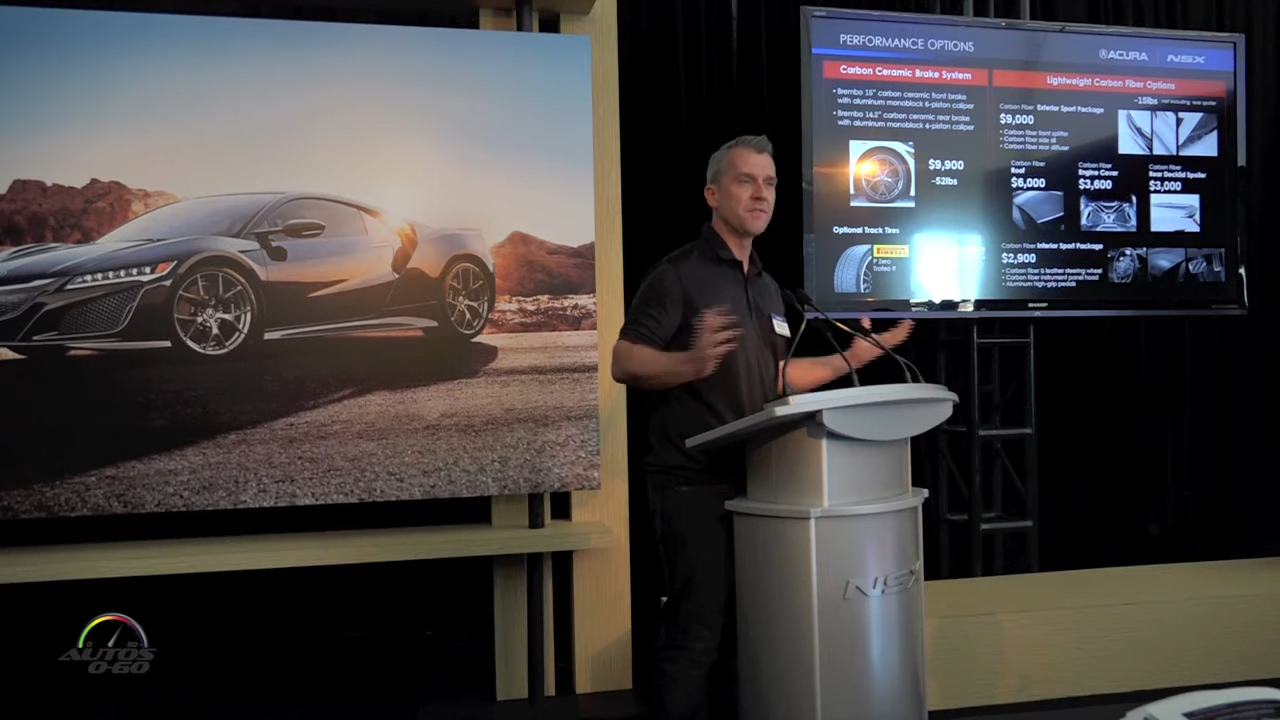 PERFORMANCE OPTIONS
ACURA NSX
Carbon Ceramic Brake System
• Brembo 15" carbon ceramic front brake
with aluminum monoblock 6-piston caliper
• Brembo 14.2" carbon ceramic rear brake
with aluminum monoblock 4-piston caliper
$9,900
-52lbs
Optional Track Tires
PIRELLI
P Zero
Trofeo R
Lightweight Carbon Fiber Options
-15lbs not including rear spoiler
Carbon Fiber Exterior Sport Package
$9,000
• Carbon fiber front splitter
• Carbon fiber side sill
• Carbon fiber rear diffuser
Carbon Fiber
Roof
$6,000
Carbon Fiber
Engine Cover
$3,600
Carbon Fiber
Rear Decklid Spoiler
$3,000
Carbon Fiber Interior Sport Package
$2,900
• Carbon fiber & leather steering wheel
• Carbon fiber instrument panel hood
• Aluminum high-grip pedals
SHARP
NSX
AUTOS
0-60